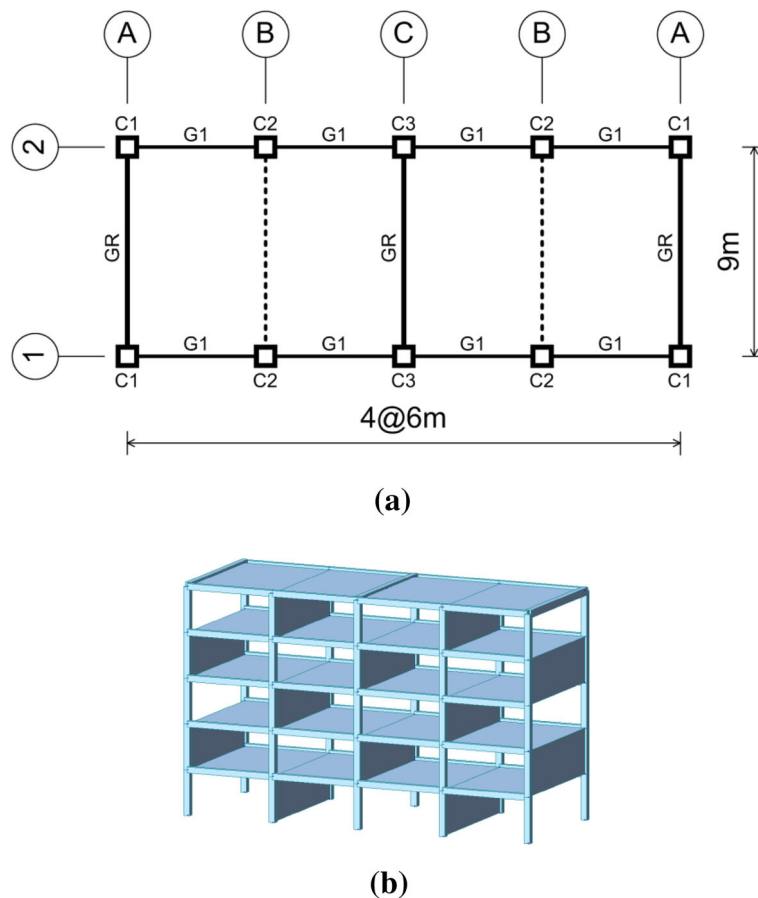 A B C B A
C1 C2 C3 C2 C1
G1 G1 G1 G1
2
GR GR GR
9m
1
G1 G1 G1 G1
C1 C2 C3 C2 C1
4@6m
(a)
(b)